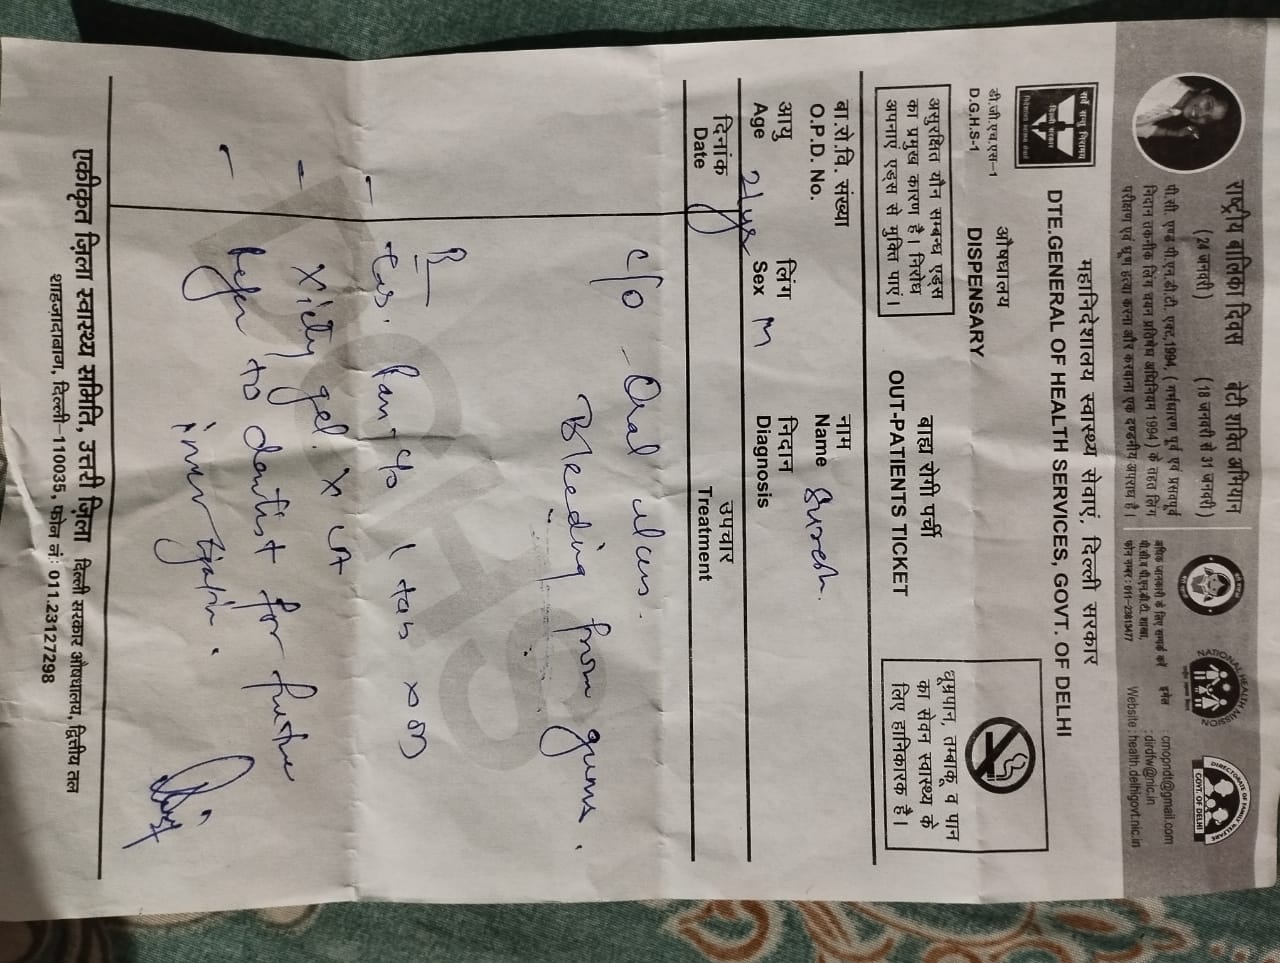 राष्ट्रीय बालिका दिवस
(24 जनवरी)
बेटी शक्ति अभियान
(18 जनवरी से 31 जनवरी)
पी.सी. एण्ड पी.एन.डी.टी. एक्ट,1994, (गर्भधारण पूर्व एवं प्रसवपूर्व
निदान तकनीक लिंग चयन प्रतिषेध अधिनियम 1994) के तहत लिंग
परीक्षण एवं भ्रूण हत्या करना और करवाना एक दण्डनीय अपराध है।
अधिक जानकारी के लिए सम्पर्क करें
पी.सी.व पी.एन.डी.टी. शाखा,
फोन नम्बर : 011-23815477
ईमेल : cmopndt@gmail.com
: dirdfw@nic.in
Website : health.delhigovt.nic.in
NATIONAL HEALTH MISSION
DIRECTORATE OF FAMILY WELFARE
GOVT. OF DELHI
सर्वे सन्तु निरामया
महानिदेशालय स्वास्थ्य सेवाएं, दिल्ली सरकार
DTE.GENERAL OF HEALTH SERVICES, GOVT. OF DELHI
डी.जी.एच.एस-1
D.G.H.S-1
औषधालय
DISPENSARY
असुरक्षित यौन सम्बन्ध एड्स
का प्रमुख कारण है। निरोध
अपनाएं एड्स से मुक्ति पाएं।
बाह्य रोगी पर्ची
OUT-PATIENTS TICKET
धूम्रपान, तम्बाकू व पान
का सेवन स्वास्थ्य के
लिए हानिकारक है।
बा.रो.वि. संख्या
O.P.D. No.
नाम
Name Suresh.
आयु
Age 21yrs
लिंग
Sex M
निदान
Diagnosis
दिनांक
Date
उपचार
Treatment
C/O - Oral ulcers.
Bleeding from gums.
R
- tab. Pan-40 1 tab x OD
- Xicity gel. x LA
- Refer to dentist for further
investigation.
DGHS
एकीकृत ज़िला स्वास्थ्य समिति, उत्तरी ज़िला दिल्ली सरकार औषधालय, द्वितीय तल
शाहजादाबाग, दिल्ली-110035, फोन नं: 011.23127298